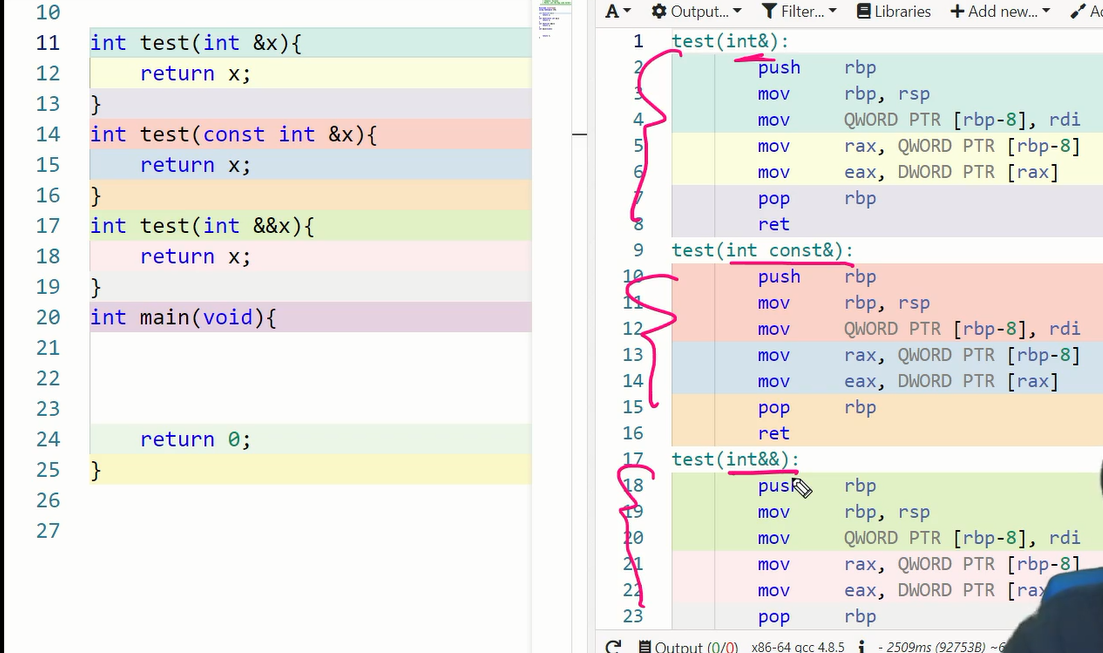 10
11 int test(int &x){
12 return x;
13 }
14 int test(const int &x){
15 return x;
16 }
17 int test(int &&x){
18 return x;
19 }
20 int main(void){
21
22
23
24 return 0;
25 }
26
27
A Output... Filter... Libraries + Add new...
1 test(int&):
2 push rbp
3 mov rbp, rsp
4 mov QWORD PTR [rbp-8], rdi
5 mov rax, QWORD PTR [rbp-8]
6 mov eax, DWORD PTR [rax]
7 pop rbp
8 ret
9 test(int const&):
10 push rbp
11 mov rbp, rsp
12 mov QWORD PTR [rbp-8], rdi
13 mov rax, QWORD PTR [rbp-8]
14 mov eax, DWORD PTR [rax]
15 pop rbp
16 ret
17 test(int&&):
18 push rbp
19 mov rbp, rsp
20 mov QWORD PTR [rbp-8], rdi
21 mov rax, QWORD PTR [rbp-8]
22 mov eax, DWORD PTR
23 pop rbp
Output (0/0) x86-64 gcc 4.8.5 i - 2509ms (92753B)